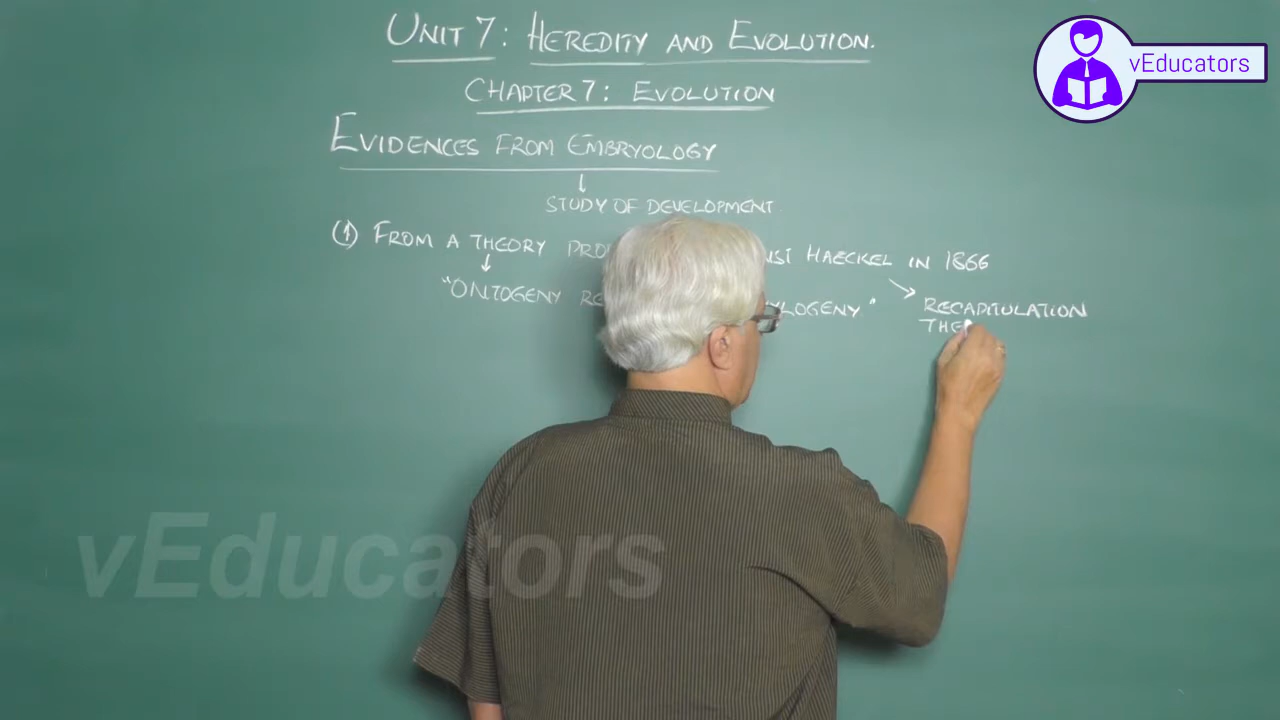 UNIT 7: HEREDITY AND EVOLUTION.
vEducators
CHAPTER 7: EVOLUTION
EVIDENCES FROM EMBRYOLOGY
STUDY OF DEVELOPMENT.
(1) FROM A THEORY HAECKEL IN 1866
"ONTOGENY
RECAPITULATION
vEducators